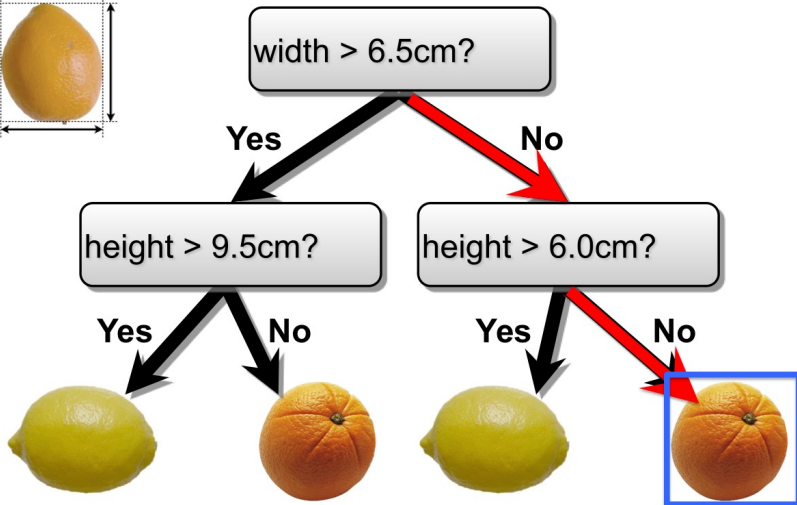 width > 6.5cm?
Yes
No
height > 9.5cm?
height > 6.0cm?
Yes
No
Yes
No